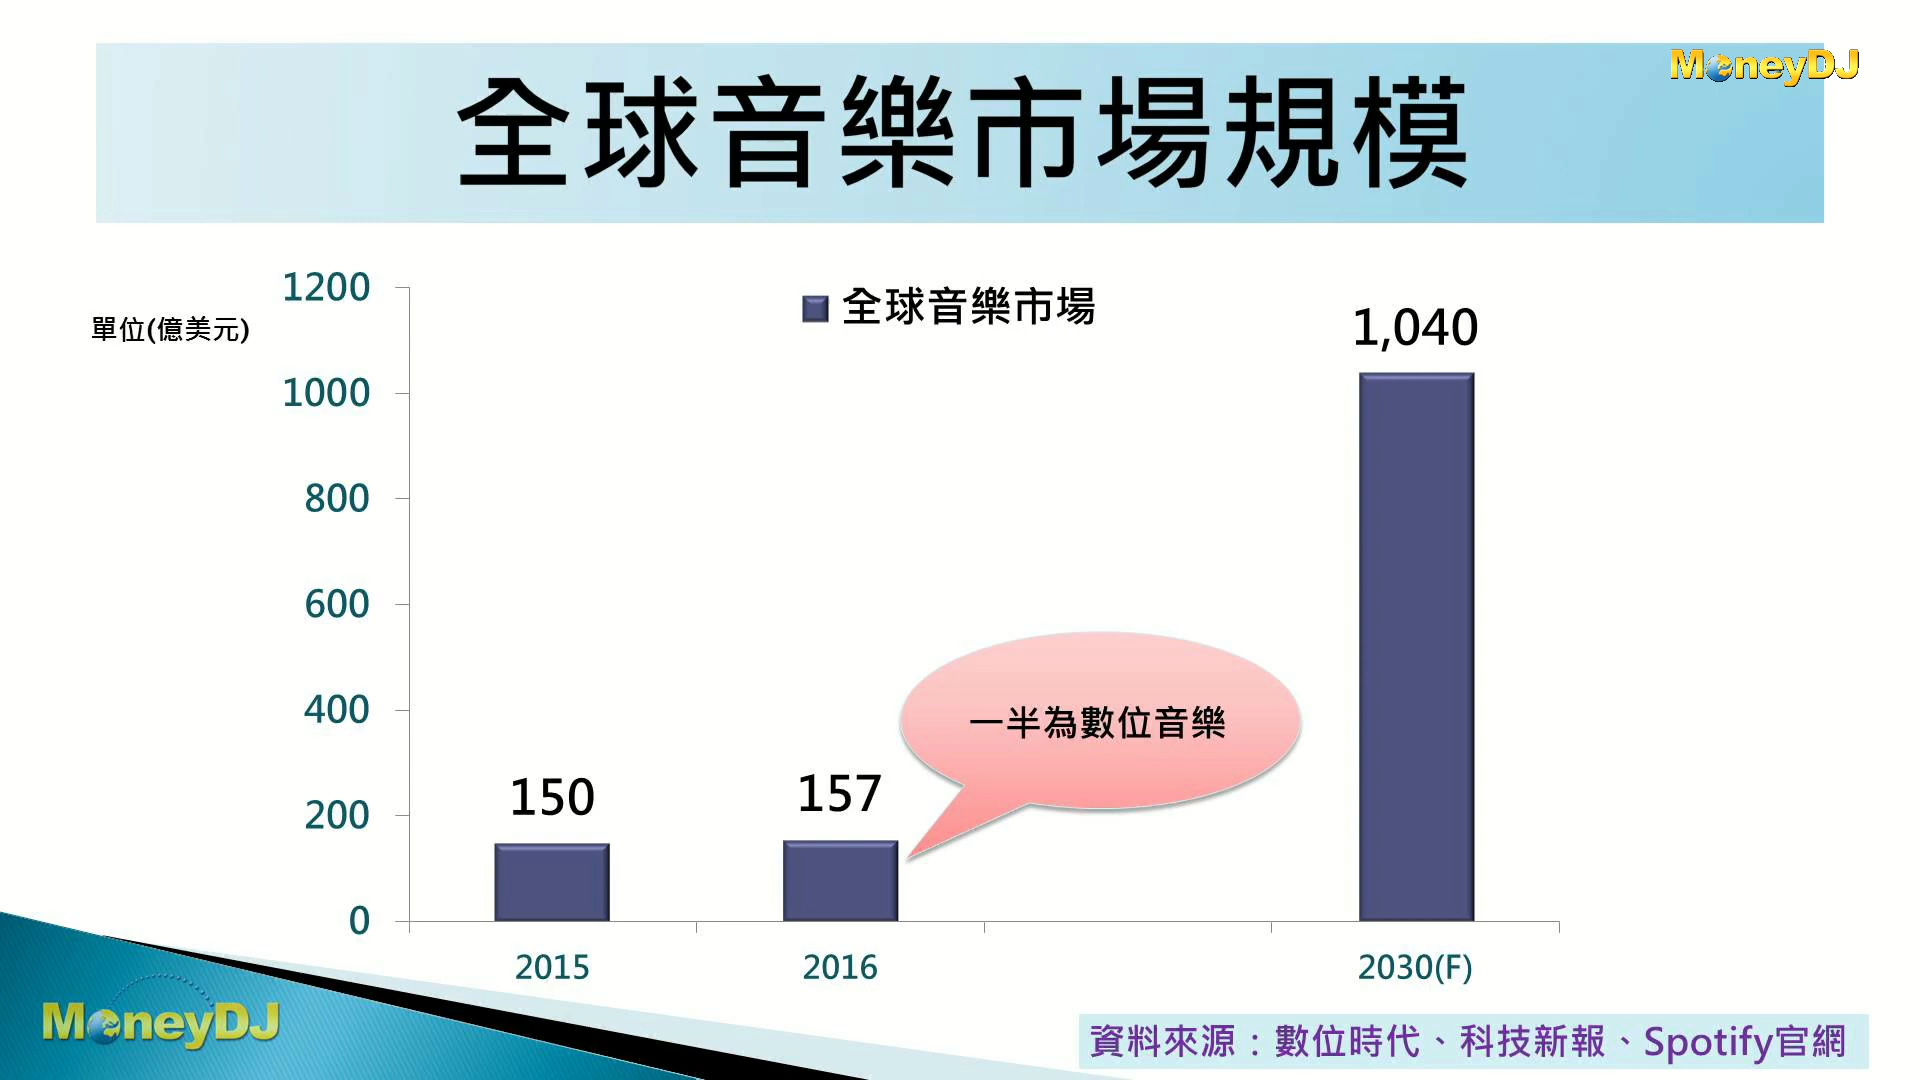 MoneyDJ
全球音樂市場規模
單位(億美元)
全球音樂市場
1200
1000
800
600
400
200
0
1,040
一半為數位音樂
150
157
2015
2016
2030(F)
MoneyDJ
資料來源：數位時代、科技新報、Spotify官網